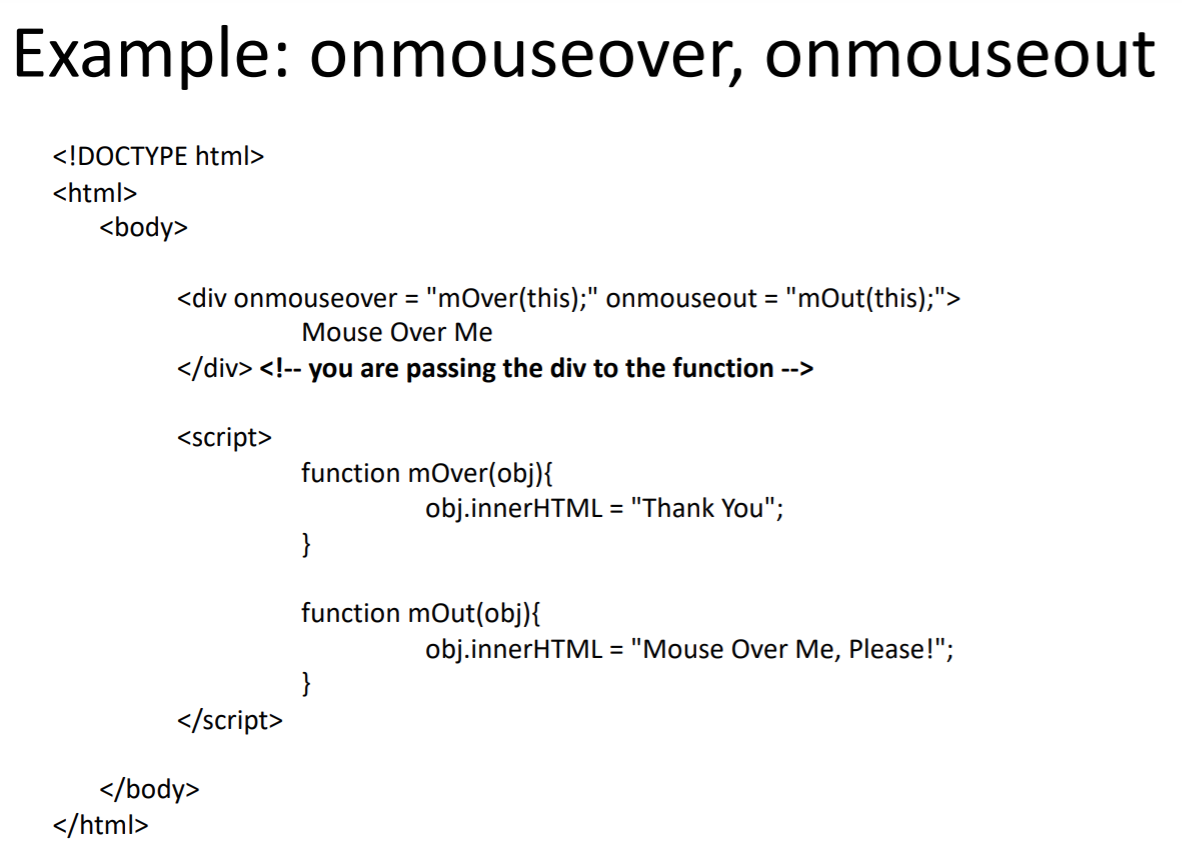 Example: onmouseover, onmouseout
<!DOCTYPE html>
<html>
<body>
<div onmouseover = "mOver(this);" onmouseout = "mOut(this);">
Mouse Over Me
</div> <!-- you are passing the div to the function -->
<script>
function mOver(obj){
obj.innerHTML = "Thank You";
}
function mOut(obj){
obj.innerHTML = "Mouse Over Me, Please!";
}
</script>
</body>
</html>